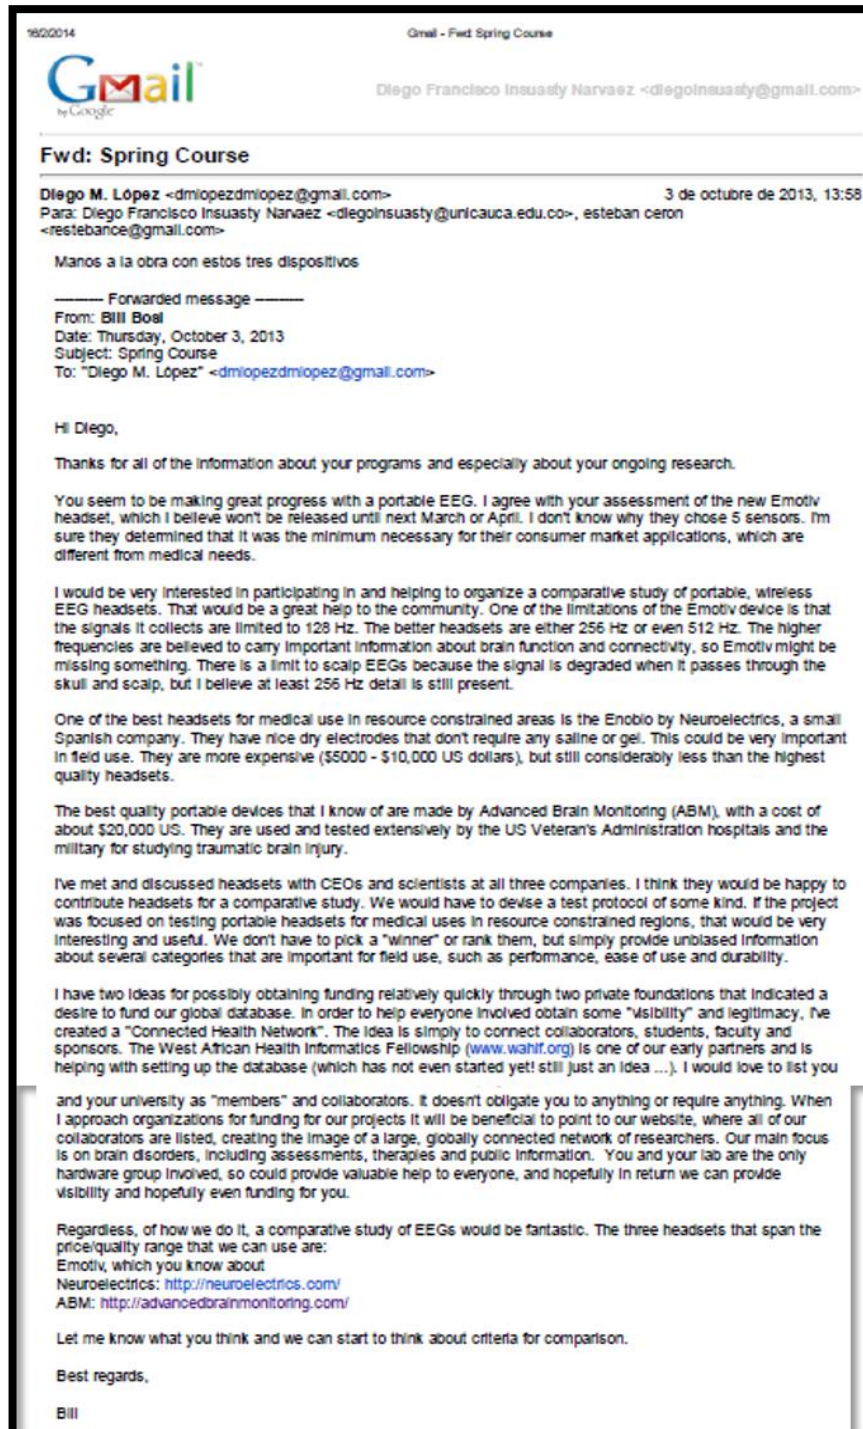 16/2/2014 Gmail - Fwd: Spring Course
Gmail
by Google
Diego Francisco Insuasty Narvaez <diegoinsuasty@gmail.com>
Fwd: Spring Course
Diego M. López <dmlopezdmlopez@gmail.com> 3 de octubre de 2013, 13:58
Para: Diego Francisco Insuasty Narvaez <diegoinsuasty@unicauca.edu.co>, esteban ceron
<restebance@gmail.com>
Manos a la obra con estos tres dispositivos
---------- Forwarded message ----------
From: Bill Bosl
Date: Thursday, October 3, 2013
Subject: Spring Course
To: "Diego M. López" <dmlopezdmlopez@gmail.com>
Hi Diego,
Thanks for all of the information about your programs and especially about your ongoing research.
You seem to be making great progress with a portable EEG. I agree with your assessment of the new Emotiv
headset, which I believe won't be released until next March or April. I don't know why they chose 5 sensors. I'm
sure they determined that it was the minimum necessary for their consumer market applications, which are
different from medical needs.
I would be very interested in participating in and helping to organize a comparative study of portable, wireless
EEG headsets. That would be a great help to the community. One of the limitations of the Emotiv device is that
the signals it collects are limited to 128 Hz. The better headsets are either 256 Hz or even 512 Hz. The higher
frequencies are believed to carry important information about brain function and connectivity, so Emotiv might be
missing something. There is a limit to scalp EEGs because the signal is degraded when it passes through the
skull and scalp, but I believe at least 256 Hz detail is still present.
One of the best headsets for medical use in resource constrained areas is the Enobio by Neuroelectrics, a small
Spanish company. They have nice dry electrodes that don't require any saline or gel. This could be very important
in field use. They are more expensive ($5000 - $10,000 US dollars), but still considerably less than the highest
quality headsets.
The best quality portable devices that I know of are made by Advanced Brain Monitoring (ABM), with a cost of
about $20,000 US. They are used and tested extensively by the US Veteran's Administration hospitals and the
military for studying traumatic brain injury.
I've met and discussed headsets with CEOs and scientists at all three companies. I think they would be happy to
contribute headsets for a comparative study. We would have to devise a test protocol of some kind. If the project
was focused on testing portable headsets for medical uses in resource constrained regions, that would be very
interesting and useful. We don't have to pick a "winner" or rank them, but simply provide unbiased information
about several categories that are important for field use, such as performance, ease of use and durability.
I have two ideas for possibly obtaining funding relatively quickly through two private foundations that indicated a
desire to fund our global database. In order to help everyone involved obtain some "visibility" and legitimacy, I've
created a "Connected Health Network". The idea is simply to connect collaborators, students, faculty and
sponsors. The West African Health Informatics Fellowship (www.wahif.org) is one of our early partners and is
helping with setting up the database (which has not even started yet! still just an idea ...). I would love to list you
and your university as "members" and collaborators. It doesn't obligate you to anything or require anything. When
I approach organizations for funding for our projects it will be beneficial to point to our website, where all of our
collaborators are listed, creating the image of a large, globally connected network of researchers. Our main focus
is on brain disorders, including assessments, therapies and public information. You and your lab are the only
hardware group involved, so could provide valuable help to everyone, and hopefully in return we can provide
visibility and hopefully even funding for you.
Regardless, of how we do it, a comparative study of EEGs would be fantastic. The three headsets that span the
price/quality range that we can use are:
Emotiv, which you know about
Neuroelectrics: http://neuroelectrics.com/
ABM: http://advancedbrainmonitoring.com/
Let me know what you think and we can start to think about criteria for comparison.
Best regards,
Bill